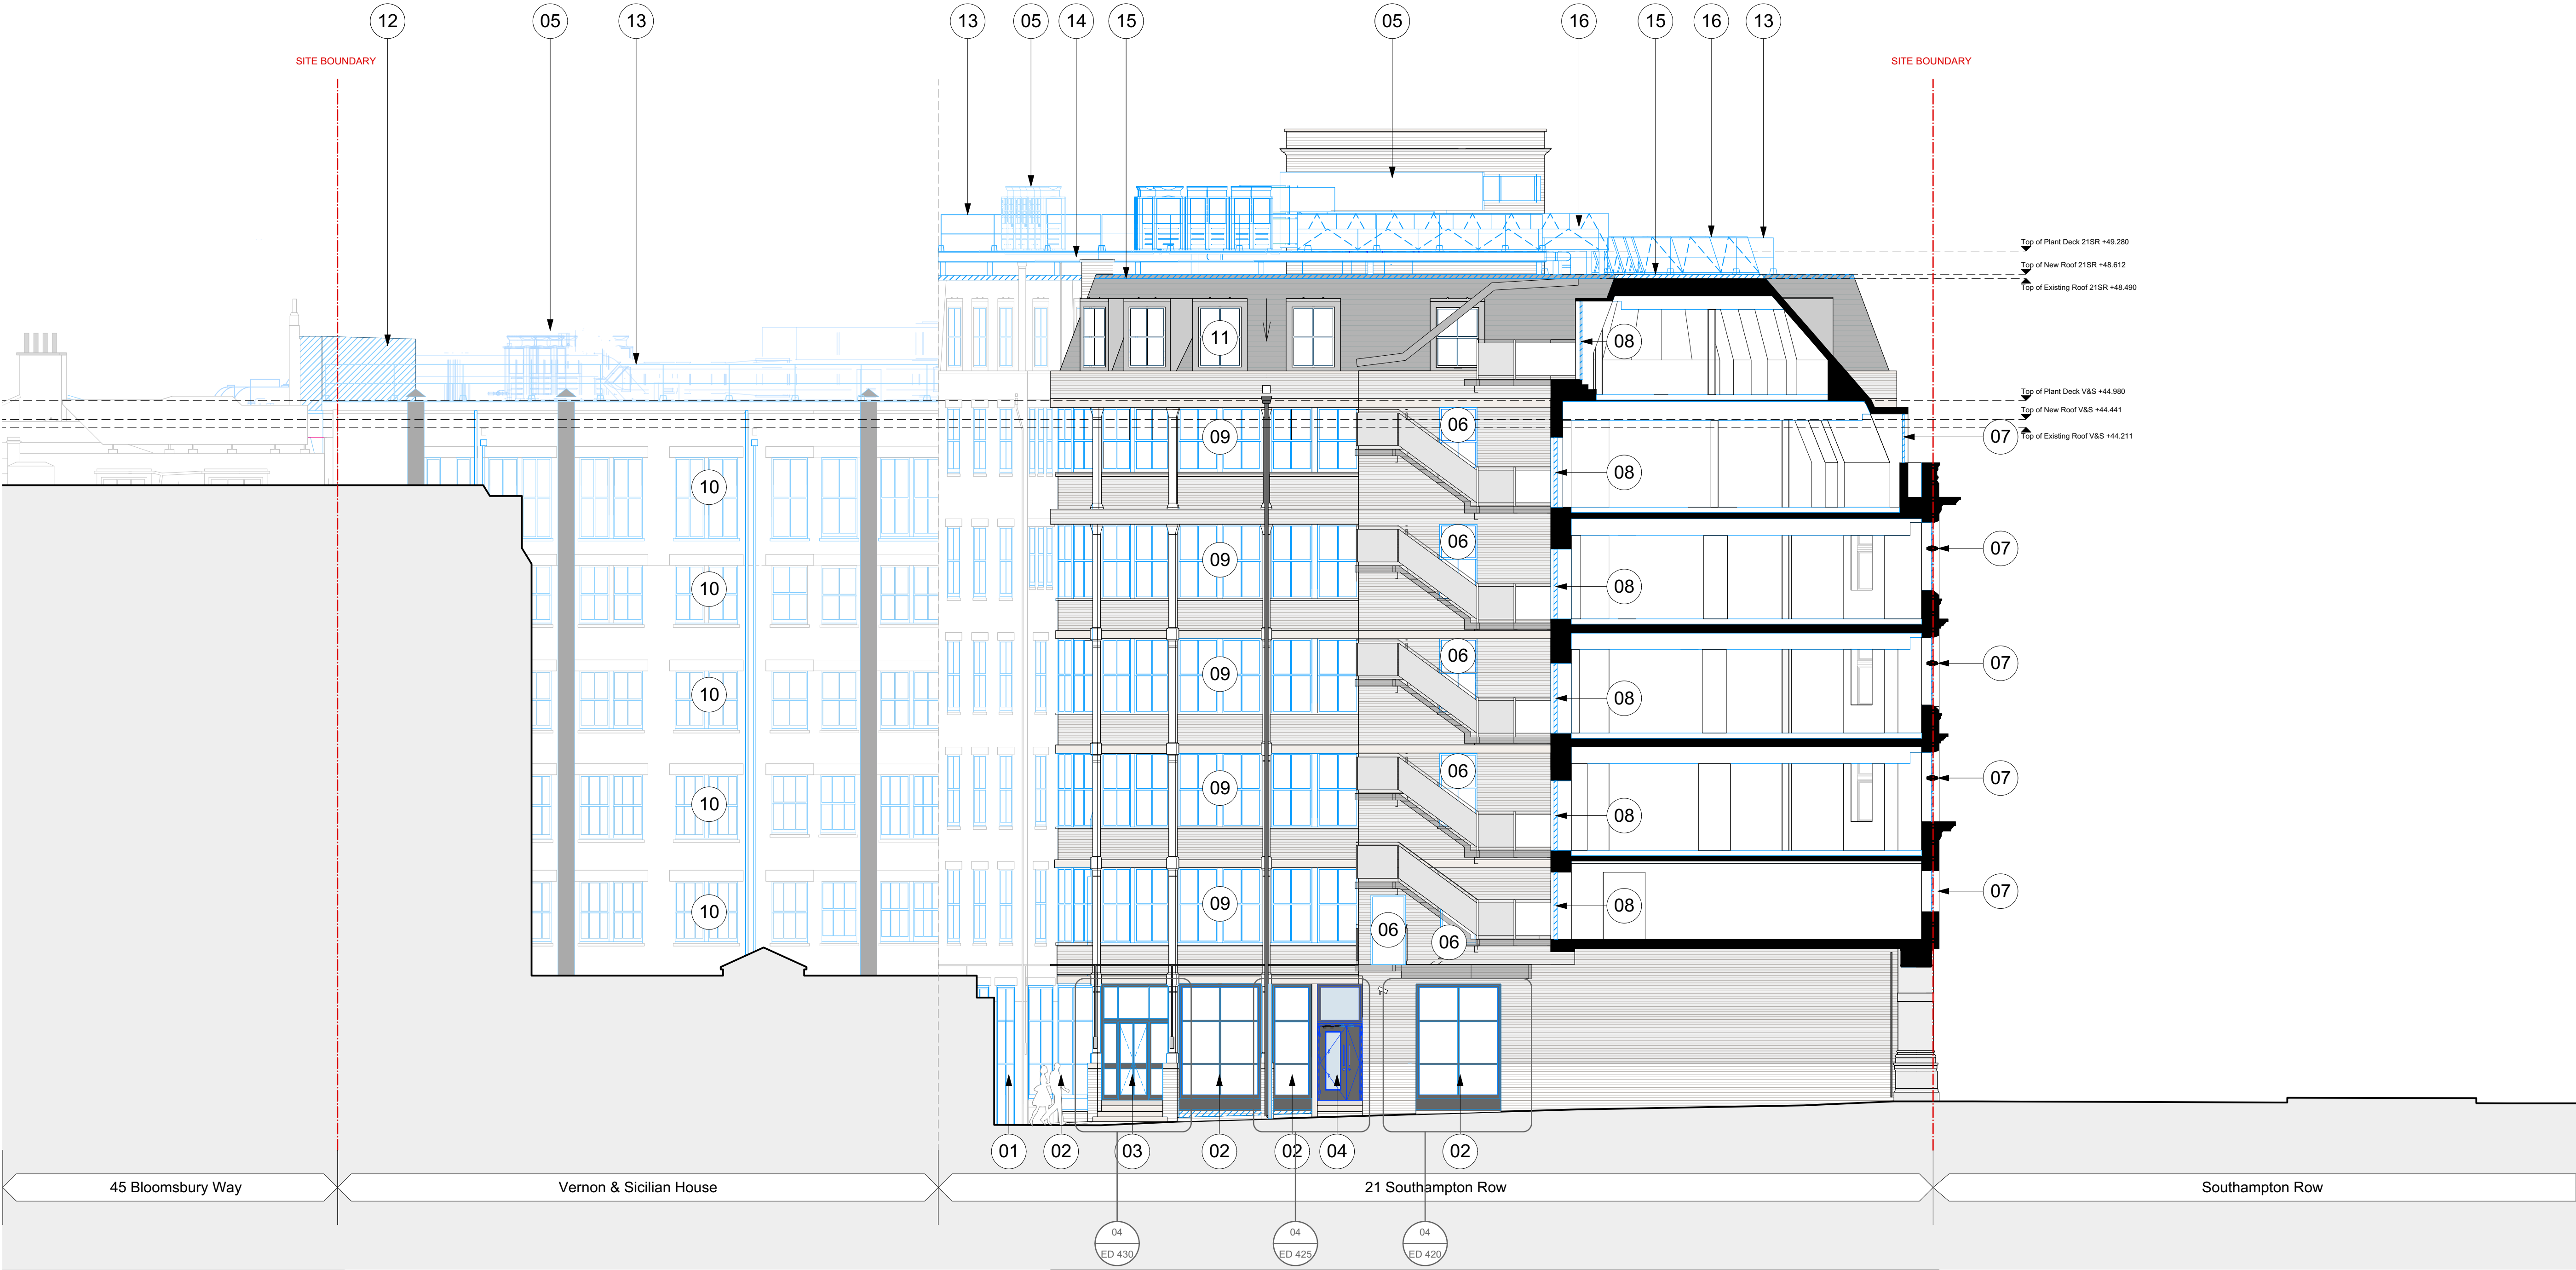 12 05 13 13 05 14 15 05 16 15 16 13
SITE BOUNDARY SITE BOUNDARY
Top of Plant Deck 21SR +49.280
Top of New Roof 21SR +48.612
Top of Existing Roof 21SR +48.490
11 08
Top of Plant Deck V&S +44.980
Top of New Roof V&S +44.441
Top of Existing Roof V&S +44.211
09 06 07
08
10
09 06 07
10 08
09 06 07
10 08
09 06 07
10 08
09 08 07
10 06 06
01 02 03 02 02 04 02
45 Bloomsbury Way Vernon & Sicilian House 21 Southampton Row Southampton Row
04 04 04
ED 430 ED 425 ED 420